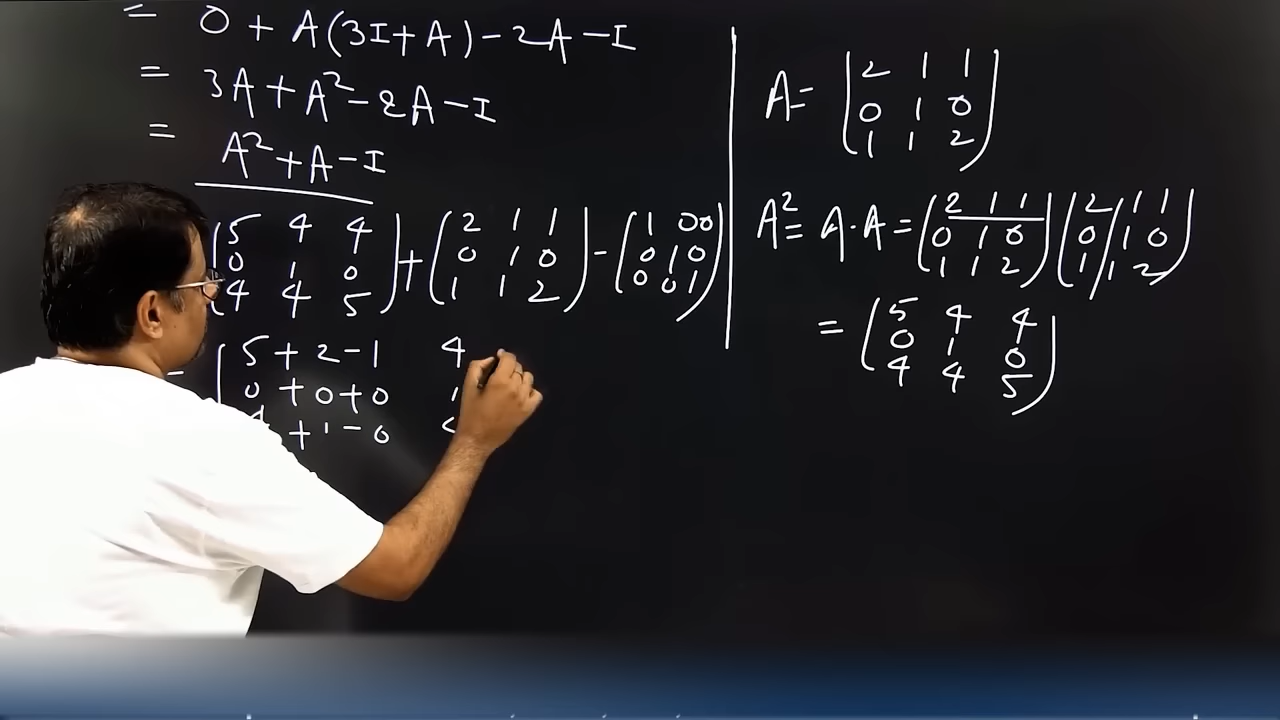 = 0 + A(3I+A) - 2A - I
= 3A + A² - 2A - I
= A² + A - I
(5 4 4) + (2 1 1) - (1 0 0)
(0 1 0) (0 1 0) (0 1 0)
(4 4 5) (1 1 2) (0 0 1)
= [5 + 2 - 1 4
0 + 0 + 0 1
+ 1 - 0
A = (2 1 1)
(0 1 0)
(1 1 2)
A² = A·A = (2 1 1) (2 1 1)
(0 1 0) (0 1 0)
(1 1 2) (1 1 2)
= (5 4 4)
(0 1 0)
(4 4 5)